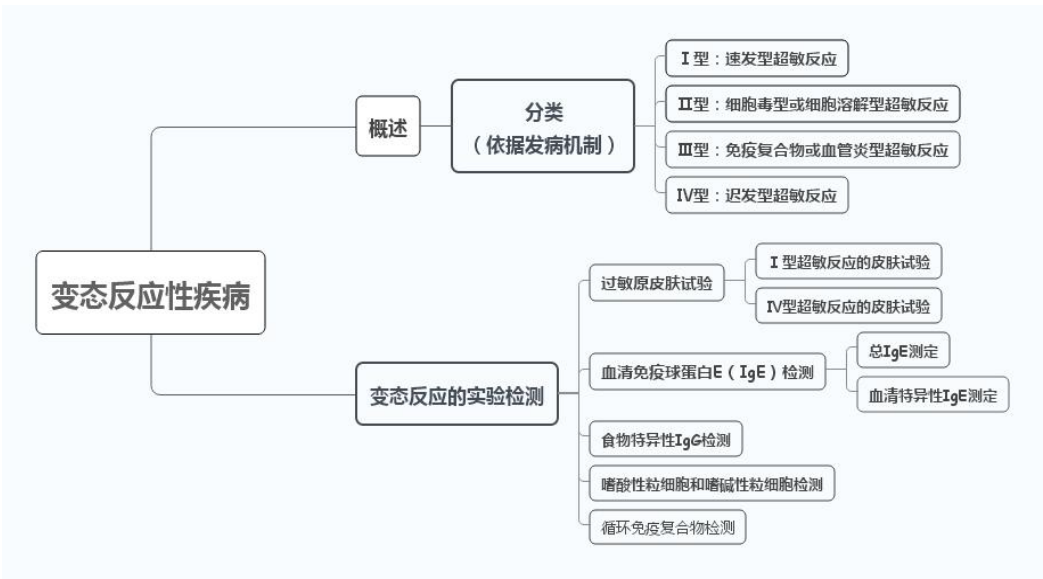 变态反应性疾病
概述
分类
（依据发病机制）
Ⅰ型：速发型超敏反应
Ⅱ型：细胞毒型或细胞溶解型超敏反应
Ⅲ型：免疫复合物或血管炎型超敏反应
Ⅳ型：迟发型超敏反应
变态反应的实验检测
过敏原皮肤试验
Ⅰ型超敏反应的皮肤试验
Ⅳ型超敏反应的皮肤试验
血清免疫球蛋白E（IgE）检测
总IgE测定
血清特异性IgE测定
食物特异性IgG检测
嗜酸性粒细胞和嗜碱性粒细胞检测
循环免疫复合物检测